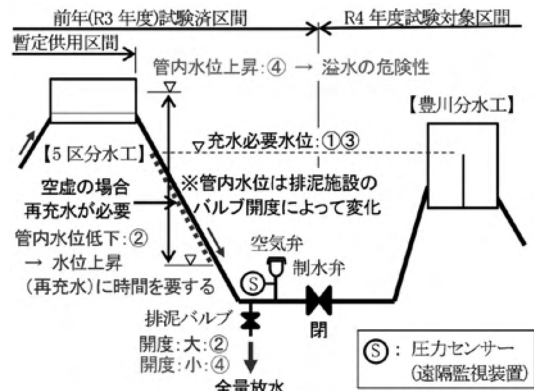 前年(R3 年度)試験済区間
R4 年度試験対象区間
暫定供用区間
管内水位上昇:④ → 溢水の危険性
【豊川分水工】
充水必要水位:①③
【5 区分水工】
空虚の場合
再充水が必要
※管内水位は排泥施設の
バルブ開度によって変化
管内水位低下:②
→ 水位上昇
(再充水)に時間を要する
空気弁
制水弁
S
排泥バルブ
閉
開度:大:②
開度:小:④
全量放水
S : 圧力センサー
(遠隔監視装置)